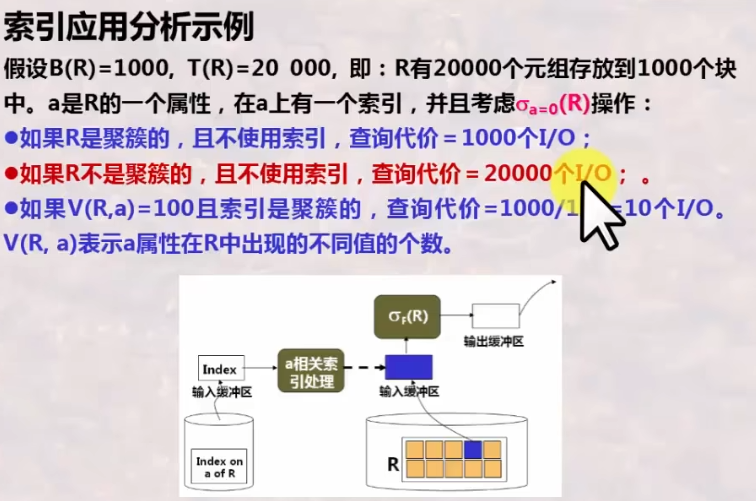 索引应用分析示例
假设B(R)=1000, T(R)=20 000, 即：R有20000个元组存放到1000个块
中。a是R的一个属性，在a上有一个索引，并且考虑σa=0(R)操作：
●如果R是聚簇的，且不使用索引，查询代价＝1000个I/O；
●如果R不是聚簇的，且不使用索引，查询代价＝20000个I/O； 。
●如果V(R,a)=100且索引是聚簇的，查询代价=1000/1 =10个I/O。
V(R, a)表示a属性在R中出现的不同值的个数。
σF(R)
输出缓冲区
Index
a相关索
引处理
输入缓冲区
输入缓冲区
Index on
a of R
R